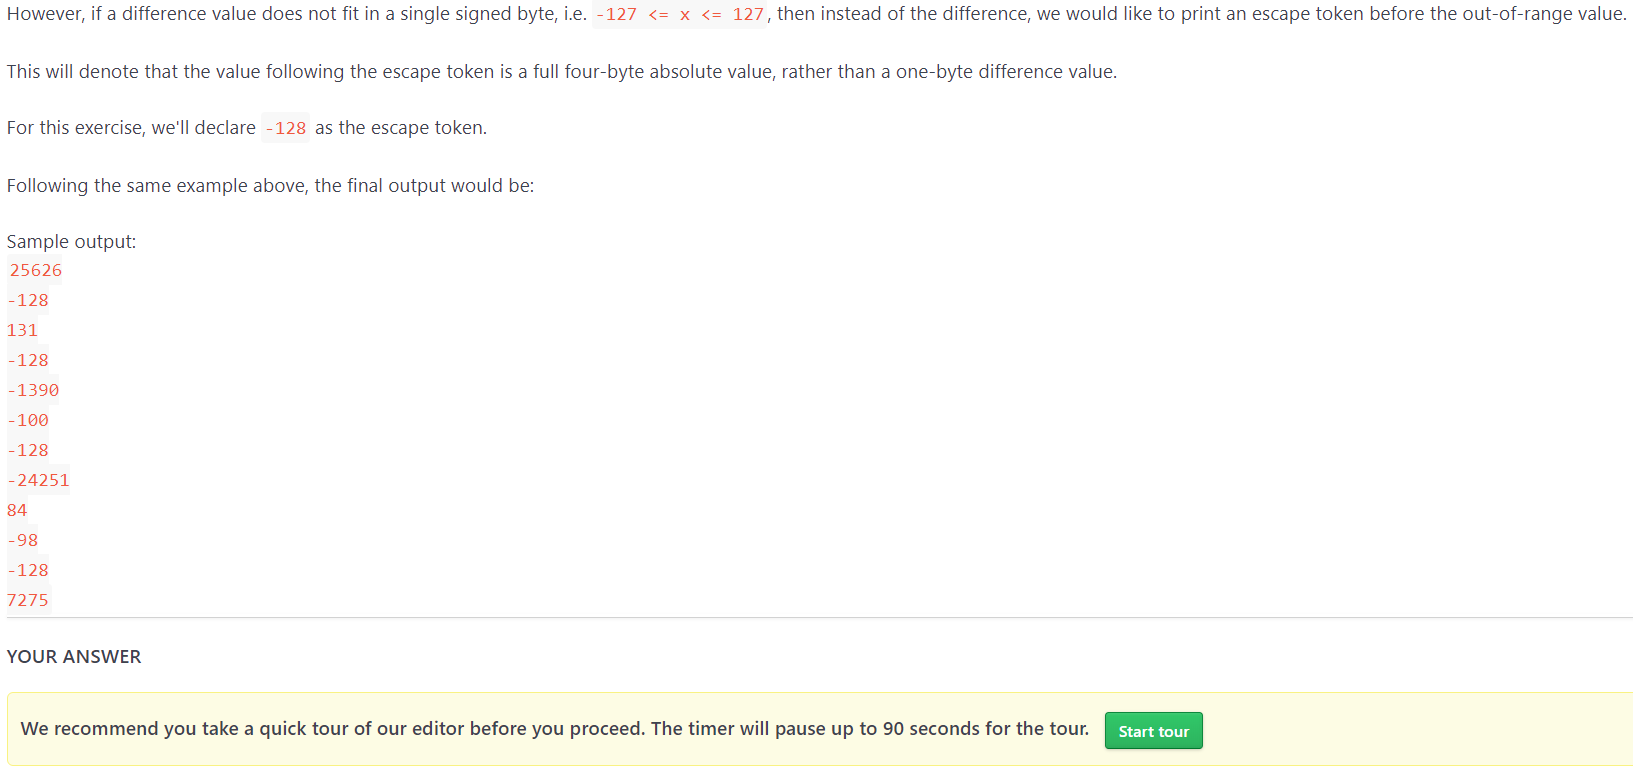 However, if a difference value does not fit in a single signed byte, i.e. -127 <= x <= 127, then instead of the difference, we would like to print an escape token before the out-of-range value.
This will denote that the value following the escape token is a full four-byte absolute value, rather than a one-byte difference value.
For this exercise, we'll declare -128 as the escape token.
Following the same example above, the final output would be:
Sample output:
25626
-128
131
-128
-1390
-100
-128
-24251
84
-98
-128
7275
YOUR ANSWER
We recommend you take a quick tour of our editor before you proceed. The timer will pause up to 90 seconds for the tour. Start tour